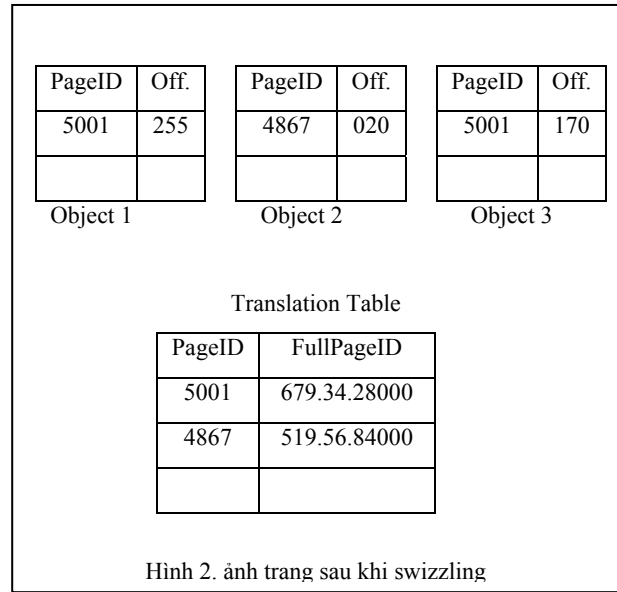 PageID Off. PageID Off. PageID Off.
5001 255 4867 020 5001 170
Object 1 Object 2 Object 3
Translation Table
PageID FullPageID
5001 679.34.28000
4867 519.56.84000
Hình 2. ảnh trang sau khi swizzling